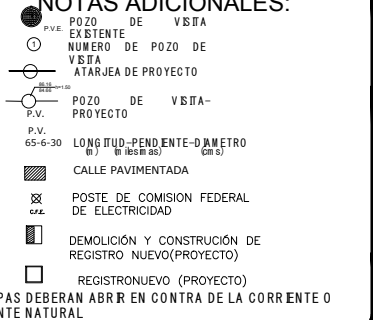 NOTAS ADICIONALES:
P.V.E. POZO DE VISITA
EXISTENTE
1 NUMERO DE POZO DE
VISITA
ATARJEA DE PROYECTO
h=1.50
POZO DE VISITA-
P.V. PROYECTO
P.V.
65-6-30 LONGITUD-PENDIENTE-DIAMETRO
(m) (milesimas) (cms)
CALLE PAVIMENTADA
POSTE DE COMISION FEDERAL
C.F.E. DE ELECTRICIDAD
DEMOLICIÓN Y CONSTRUCIÓN DE
REGISTRO NUEVO(PROYECTO)
REGISTRONUEVO (PROYECTO)
PAS DEBERAN ABRIR EN CONTRA DE LA CORRIENTE O
NTE NATURAL